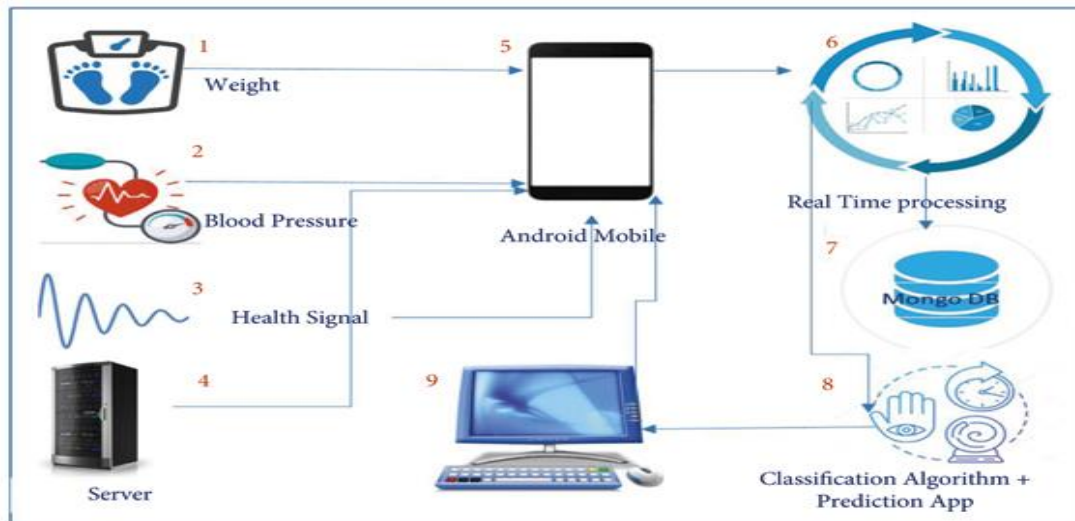 1
Weight
2
Blood Pressure
3
Health Signal
4
Server
5
Android Mobile
6
Real Time processing
7
Mongo DB
8
Classification Algorithm +
Prediction App
9